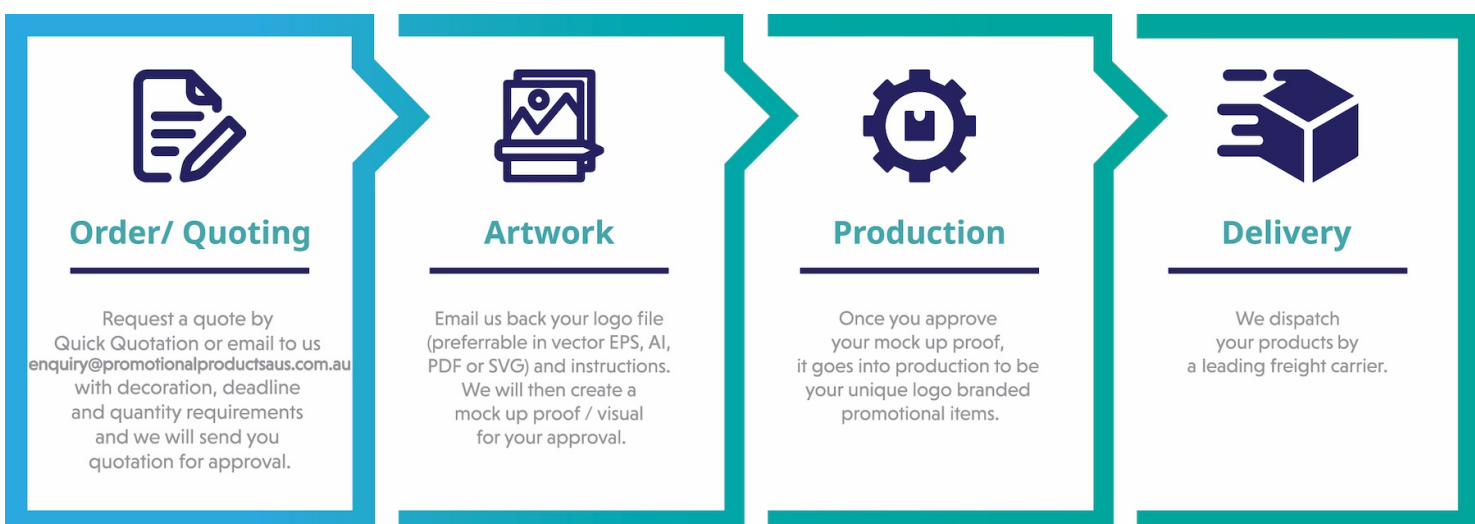 Order/ Quoting
Request a quote by
Quick Quotation or email to us
enquiry@promotionalproductsaus.com.au
with decoration, deadline
and quantity requirements
and we will send you
quotation for approval.
Artwork
Email us back your logo file
(preferrable in vector EPS, AI,
PDF or SVG) and instructions.
We will then create a
mock up proof / visual
for your approval.
Production
Once you approve
your mock up proof,
it goes into production to be
your unique logo branded
promotional items.
Delivery
We dispatch
your products by
a leading freight carrier.